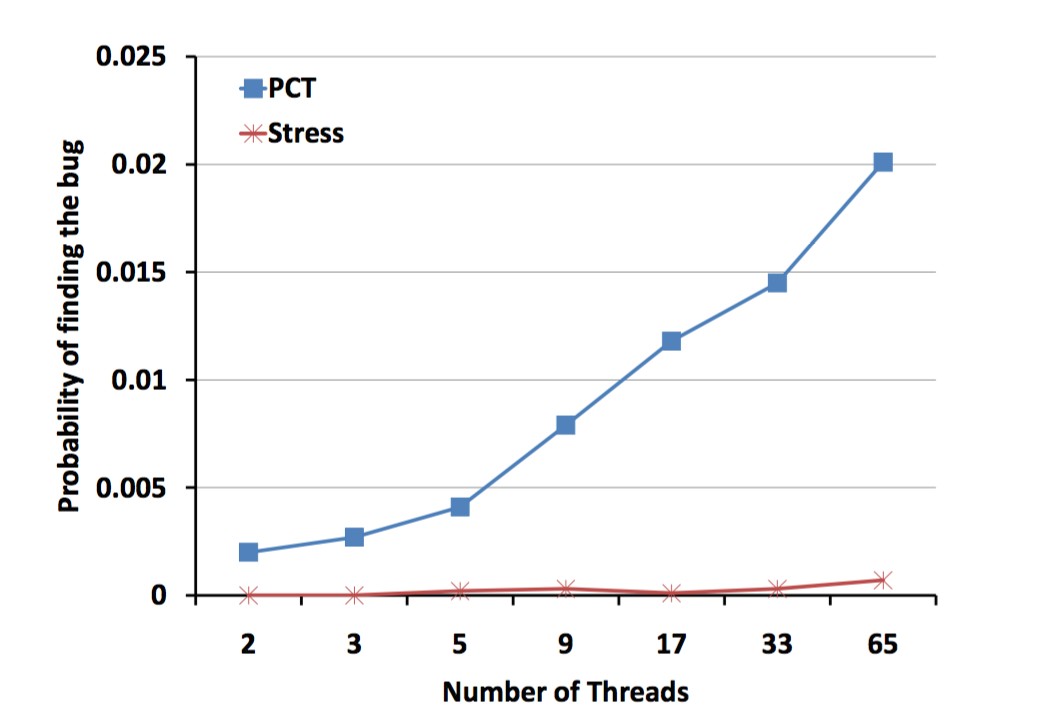 0.025
PCT
Stress
0.02
0.015
0.01
0.005
0
Probability of finding the bug
2 3 5 9 17 33 65
Number of Threads